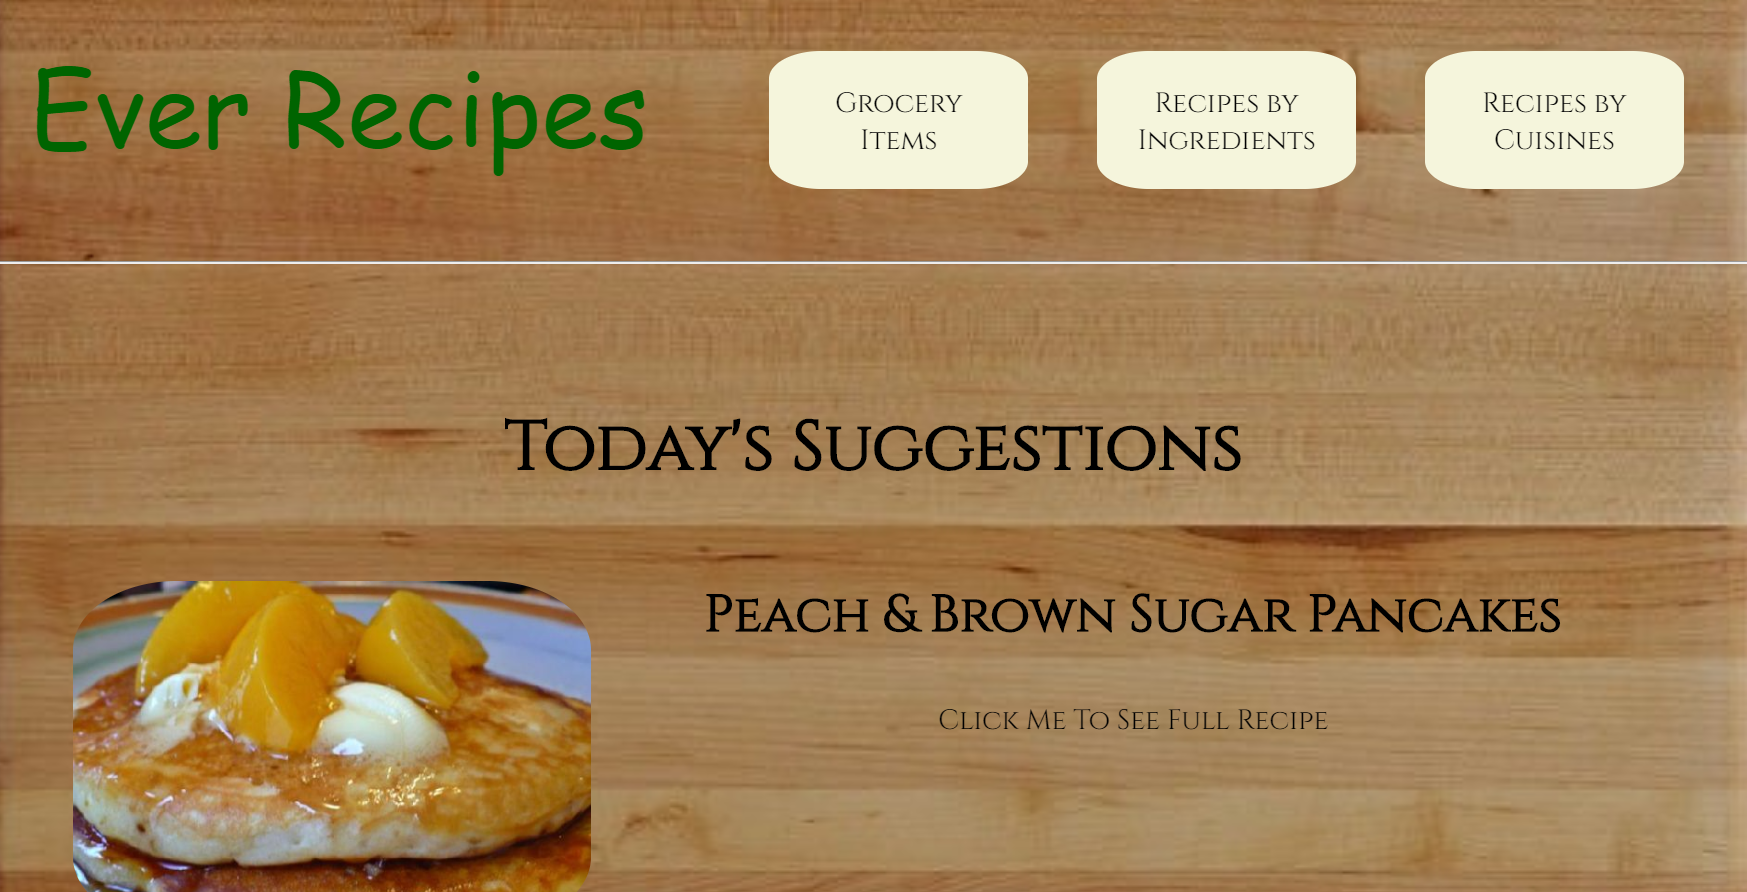 Ever Recipes
Grocery
Items
Recipes by
Ingredients
Recipes by
Cuisines
Today's Suggestions
Peach & Brown Sugar Pancakes
Click Me To See Full Recipe